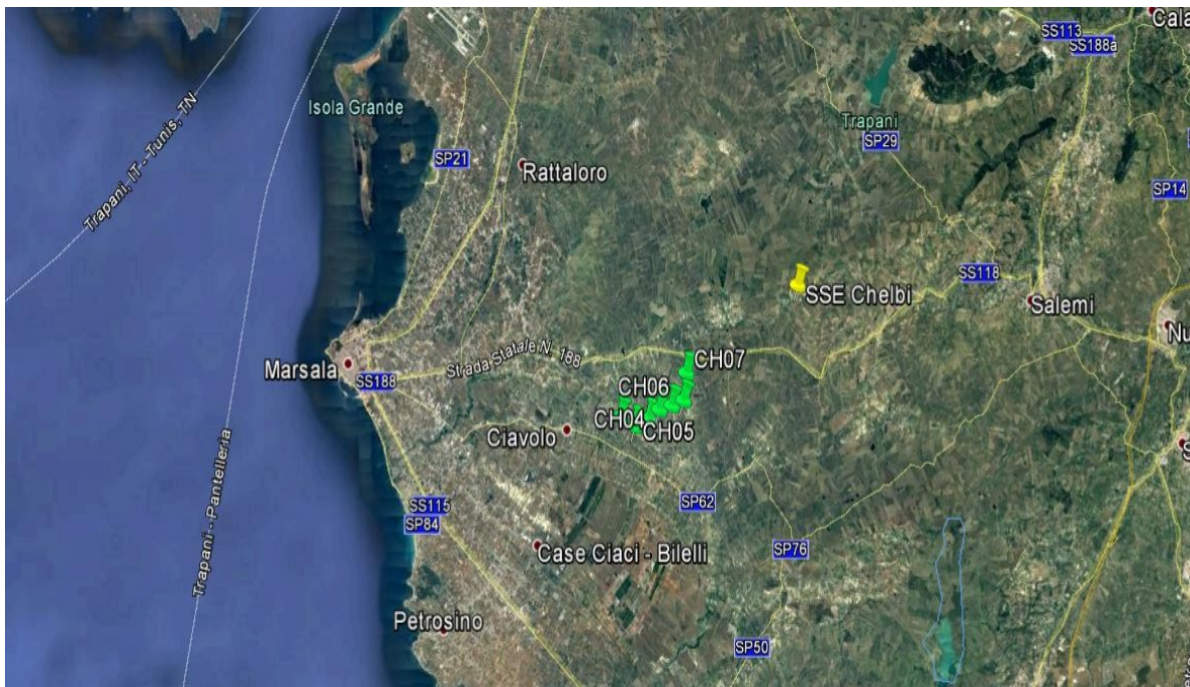 SS113
Cala
SS188a
Isola Grande
Trapani, IT - Tunis, TN
Trapani
SP29
SP21
Rattaloro
SP14
SS118
SSE Chelbi
Salemi
Nu
Strada Statale N. 188
CH07
Marsala
SS188
CH06
CH04
CH05
Ciavolo
S
Trapani - Pantelleria
SP62
SS115
SP84
Case Ciaci - Bilelli
SP76
Petrosino
SP50